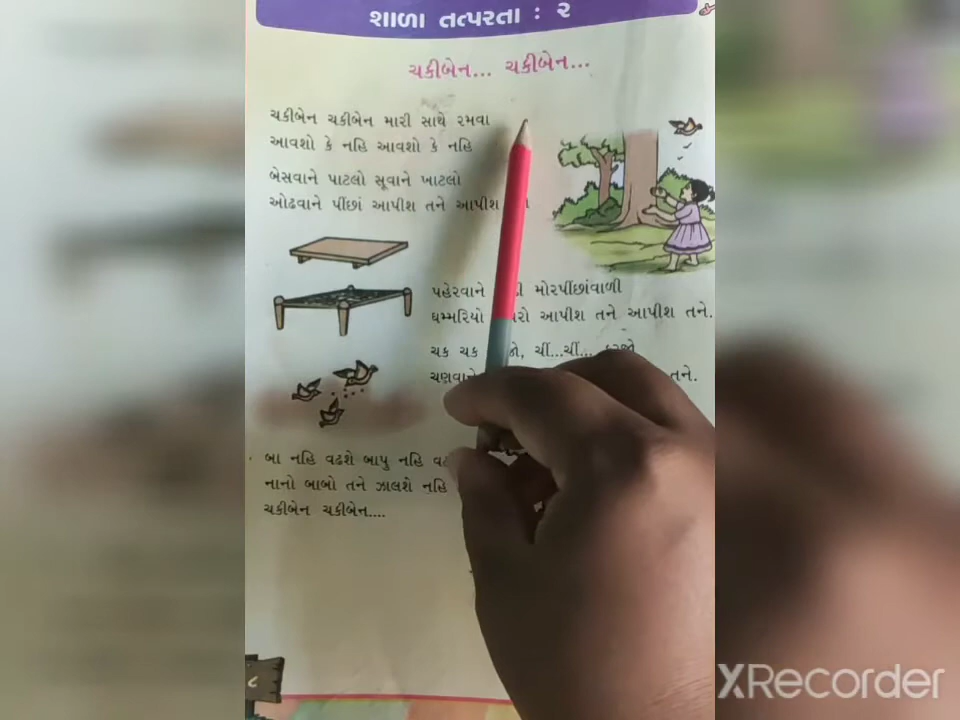 શાળા તત્પરતા : ૨
ચકીબેન... ચકીબેન...
ચકીબેન ચકીબેન મારી સાથે રમવા
આવશો કે નહિ આવશો કે નહિ
બેસવાને પાટલો સૂવાને ખાટલો
ઓઢવાને પીંછાં આપીશ તને આપીશ
પહેરવાને મોરપીંછાંવાળી
ઘમ્મરિયો આપીશ તને આપીશ તને.
ચક ચક ચીં...ચીં...
ચણવાને તને.
બા નહિ વઢશે બાપુ નહિ
નાનો બાબો તને ઝાલશે નહિ
ચકીબેન ચકીબેન....
૮
XRecorder